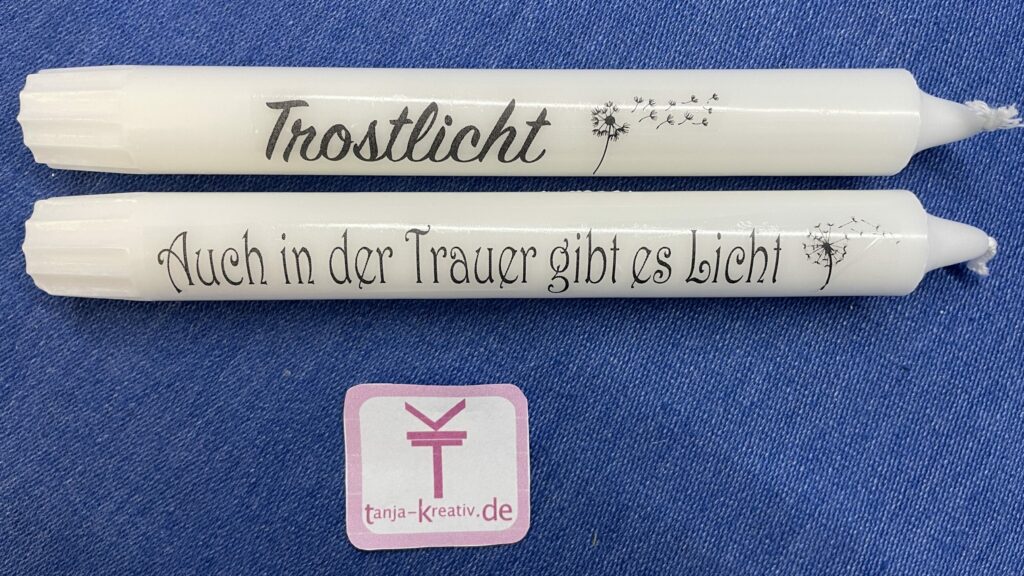 Trostlicht
Auch in der Trauer gibt es Licht
tanja-kreativ.de